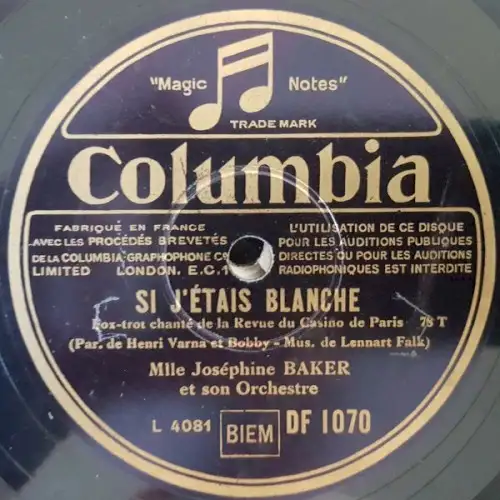 "Magic Notes"
TRADE MARK
Columbia
FABRIQUÉ EN FRANCE
AVEC LES PROCÉDÉS BREVETÉS
DE LA COLUMBIA GRAPHOPHONE Cº
LIMITED LONDON. E.C.1
L'UTILISATION DE CE DISQUE
POUR LES AUDITIONS PUBLIQUES
DIRECTES OU POUR LES AUDITIONS
RADIOPHONIQUES EST INTERDITE
SI J'ÉTAIS BLANCHE
Fox-trot chanté de la Revue du Casino de Paris 78 T
(Par. de Henri Varna et Bobby - Mus. de Lennart Falk)
Mlle Joséphine BAKER
et son Orchestre
L 4081 BIEM DF 1070